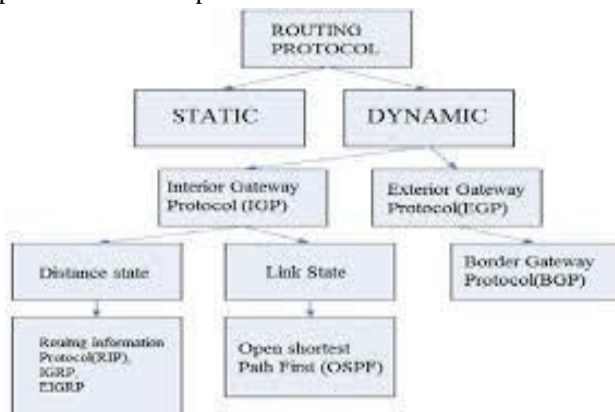 ROUTING
PROTOCOL
STATIC
DYNAMIC
Interior Gateway
Protocol (IGP)
Exterior Gateway
Protocol(EGP)
Distance state
Link State
Border Gateway
Protocol(BGP)
Routing information
Protocol(RIP),
IGRP,
EIGRP
Open shortest
Path First (OSPF)